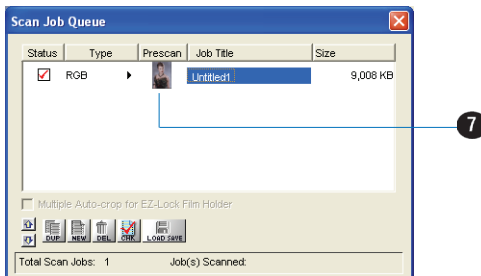 Scan Job Queue
Status Type Prescan Job Title Size
RGB Untitled1 9,008 KB
7
Multiple Auto-crop for EZ-Lock Film Holder
DUP NEW DEL CHK LOAD SAVE
Total Scan Jobs: 1 Job(s) Scanned: